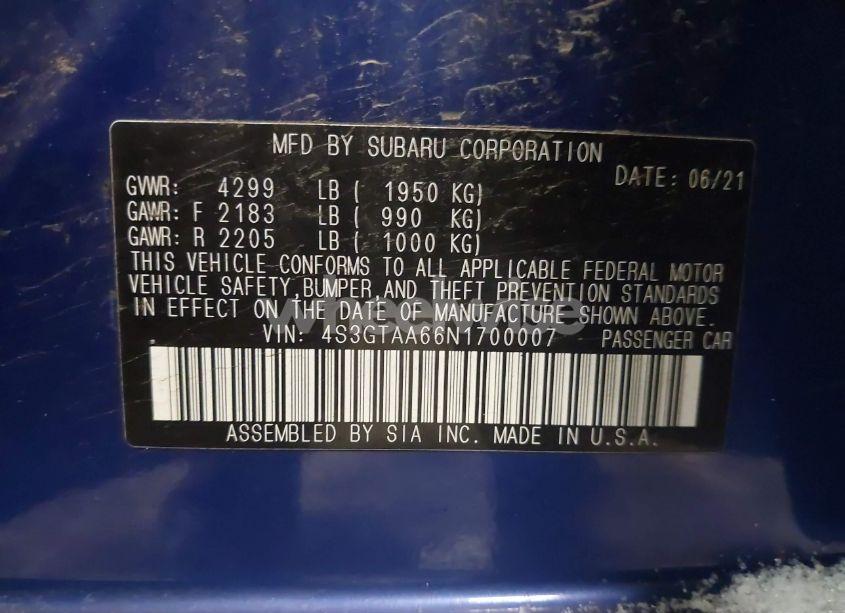 MFD BY SUBARU CORPORATION
DATE: 06/21
GVWR: 4299 LB ( 1950 KG)
GAWR: F 2183 LB ( 990 KG)
GAWR: R 2205 LB ( 1000 KG)
THIS VEHICLE CONFORMS TO ALL APPLICABLE FEDERAL MOTOR
VEHICLE SAFETY, BUMPER, AND THEFT PREVENTION STANDARDS
IN EFFECT ON THE DATE OF MANUFACTURE SHOWN ABOVE.
VIN: 4S3GTAA66N1700007 PASSENGER CAR
ASSEMBLED BY SIA INC. MADE IN U.S.A.